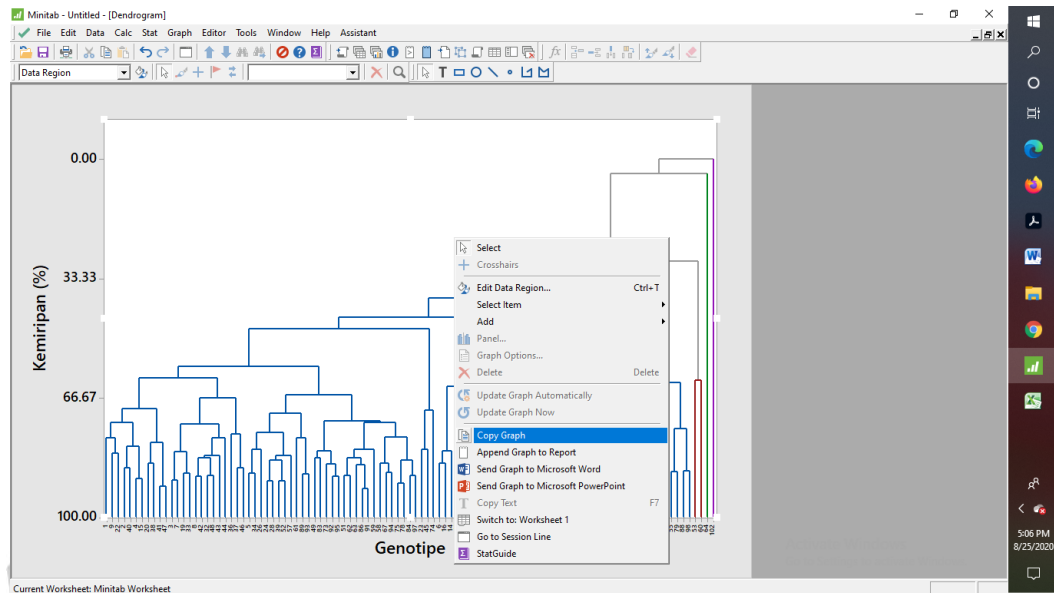 Minitab - Untitled - [Dendrogram]
File Edit Data Calc Stat Graph Editor Tools Window Help Assistant
Data Region
0.00
33.33
66.67
100.00
Kemiripan (%)
Genotipe
Select
Crosshairs
Edit Data Region... Ctrl+T
Select Item
Add
Panel...
Graph Options...
Delete Delete
Update Graph Automatically
Update Graph Now
Copy Graph
Append Graph to Report
Send Graph to Microsoft Word
Send Graph to Microsoft PowerPoint
Copy Text F7
Switch to: Worksheet 1
Go to Session Line
StatGuide
Current Worksheet: Minitab Worksheet
5:06 PM
8/25/2020